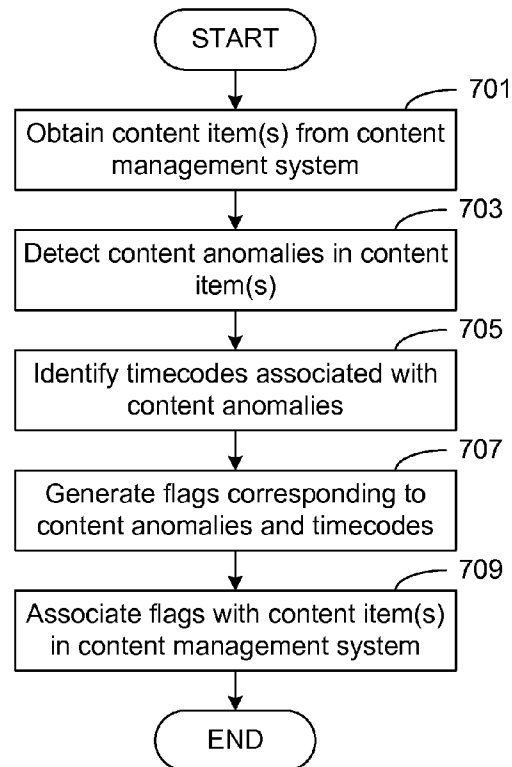 START
701
Obtain content item(s) from content
management system
703
Detect content anomalies in content
item(s)
705
Identify timecodes associated with
content anomalies
707
Generate flags corresponding to
content anomalies and timecodes
709
Associate flags with content item(s)
in content management system
END